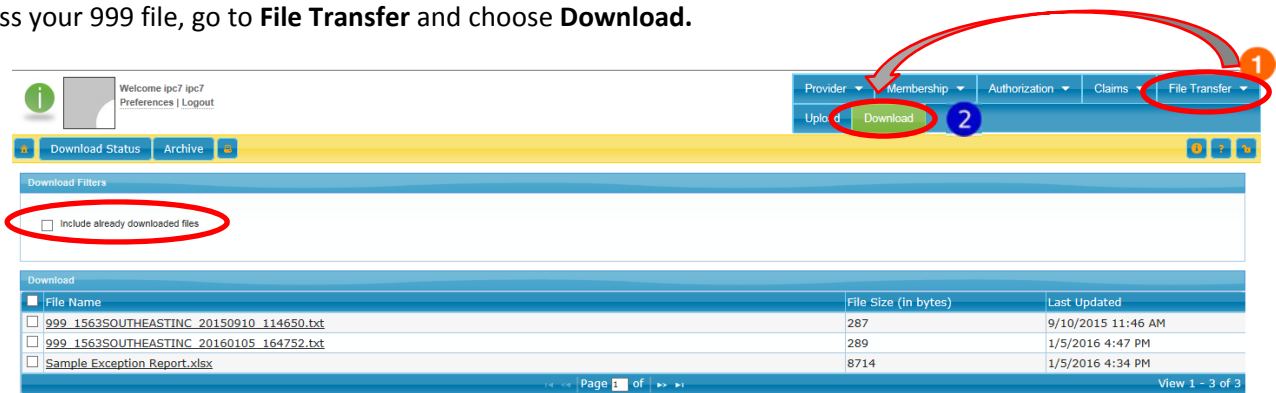 ss your 999 file, go to File Transfer and choose Download.
1
Welcome ipc7 ipc7
Preferences | Logout
Provider Membership Authorization Claims File Transfer
Upload Download 2
Download Status Archive
Download Filters
Include already downloaded files
Download
File Name File Size (in bytes) Last Updated
999_1563SOUTHEASTINC_20150910_114650.txt 287 9/10/2015 11:46 AM
999_1563SOUTHEASTINC_20160105_164752.txt 289 1/5/2016 4:47 PM
Sample Exception Report.xlsx 8714 1/5/2016 4:34 PM
Page 1 of View 1 - 3 of 3